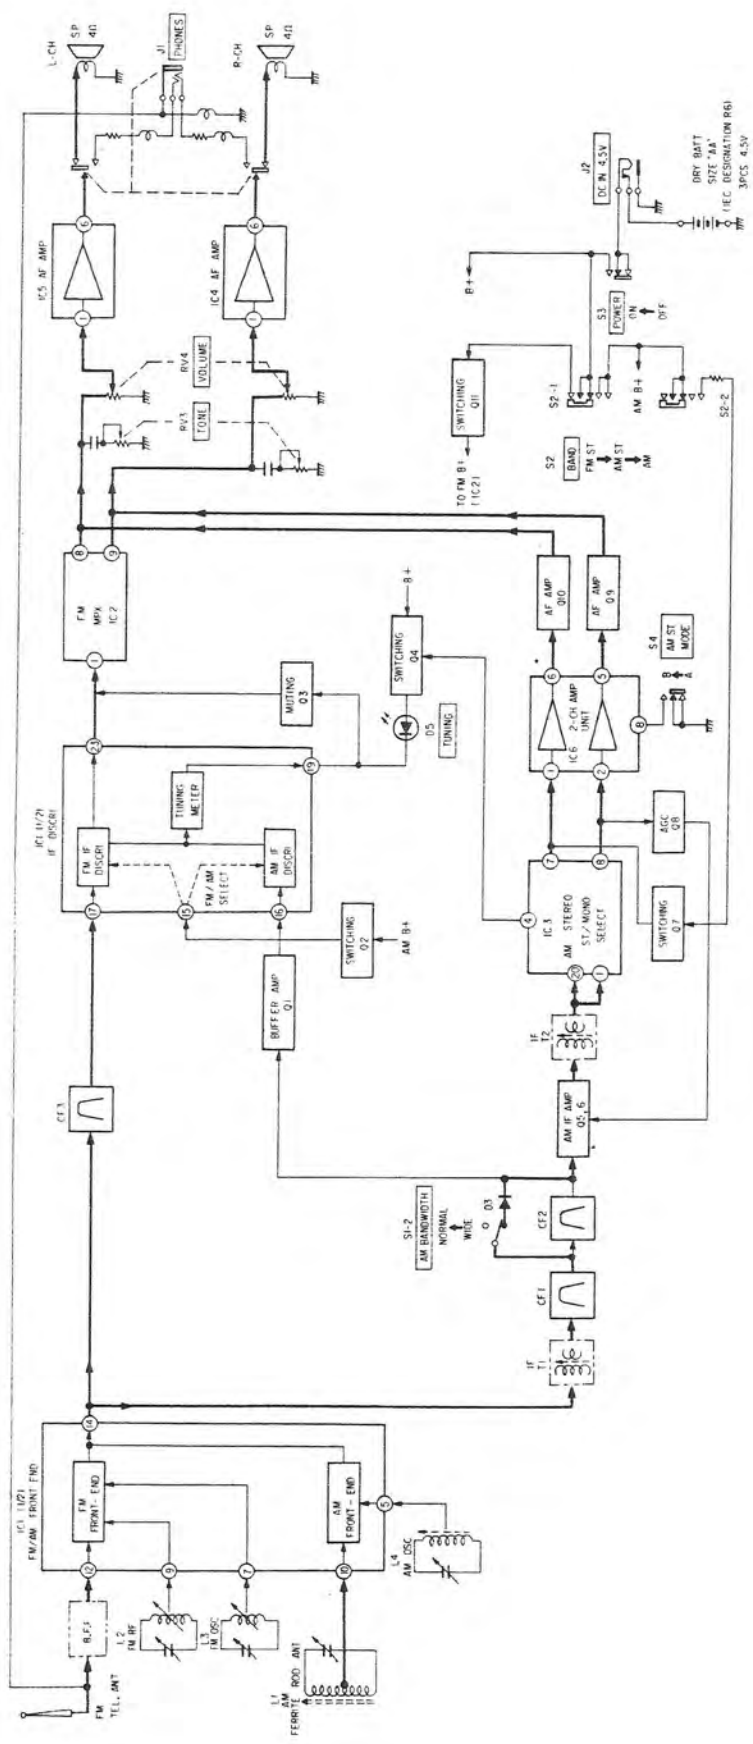 FM
TEL. ANT
B.P.F
IC1 (1/2)
FM/AM FRONT END
12
FM
FRONT-END
14
L2
FM RF
9
L3
FM OSC
7
L1
AM
FERRITE ROD ANT
10
AM
FRONT-END
5
L4
AM OSC
CF3
IF
T1
CF1
CF2
S1-2
AM BANDWIDTH
NORMAL
WIDE
D3
AM IF AMP
Q5,6
IF
T2
IC1 (1/2)
IF DISCRI
17
FM IF
DISCRI
23
15
FM/AM
SELECT
16
AM IF
DISCRI
TUNING
METER
19
BUFFER AMP
Q1
SWITCHING
Q2
AM B+
MUTING
Q3
D5
TUNING
SWITCHING
Q4
B+
FM
MPX
IC2
1
8
9
20
1
IC3
AM STEREO
ST/MONO
SELECT
4
7
8
SWITCHING
Q7
AGC
Q8
1
2
IC6
2-CH AMP
UNIT
6
5
8
AF AMP
Q10
AF AMP
Q9
S4
AM ST
MODE
B
A
RV3
TONE
RV4
VOLUME
IC5 AF AMP
1
6
IC4 AF AMP
1
6
L-CH
SP
4Ω
J1
PHONES
R-CH
SP
4Ω
TO FM B+
(IC2)
SWITCHING
Q11
B+
S2
BAND
FM ST
AM ST
AM
S2-1
AM B+
S2-2
S3
POWER
ON
OFF
J2
DC IN 4.5V
DRY BATT
SIZE "AA"
(IEC DESIGNATION R6)
3PCS 4.5V